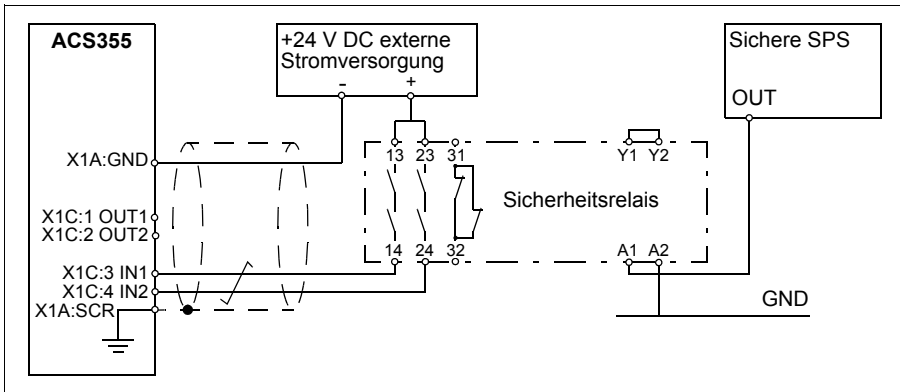 ACS355
+24 V DC externe
Stromversorgung
- +
Sichere SPS
OUT
X1A:GND
13 23 31
Y1 Y2
Sicherheitsrelais
X1C:1 OUT1
X1C:2 OUT2
14 24 32
A1 A2
X1C:3 IN1
X1C:4 IN2
X1A:SCR
GND